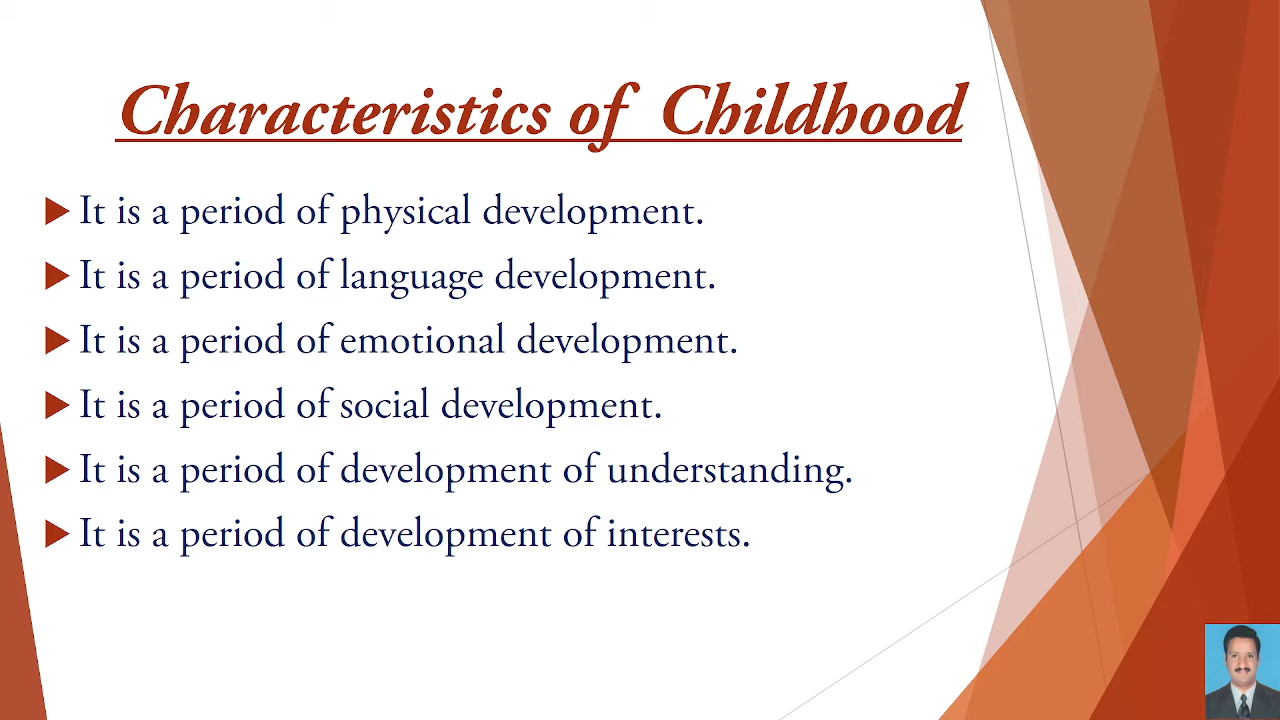 Characteristics of Childhood
It is a period of physical development.
It is a period of language development.
It is a period of emotional development.
It is a period of social development.
It is a period of development of understanding.
It is a period of development of interests.